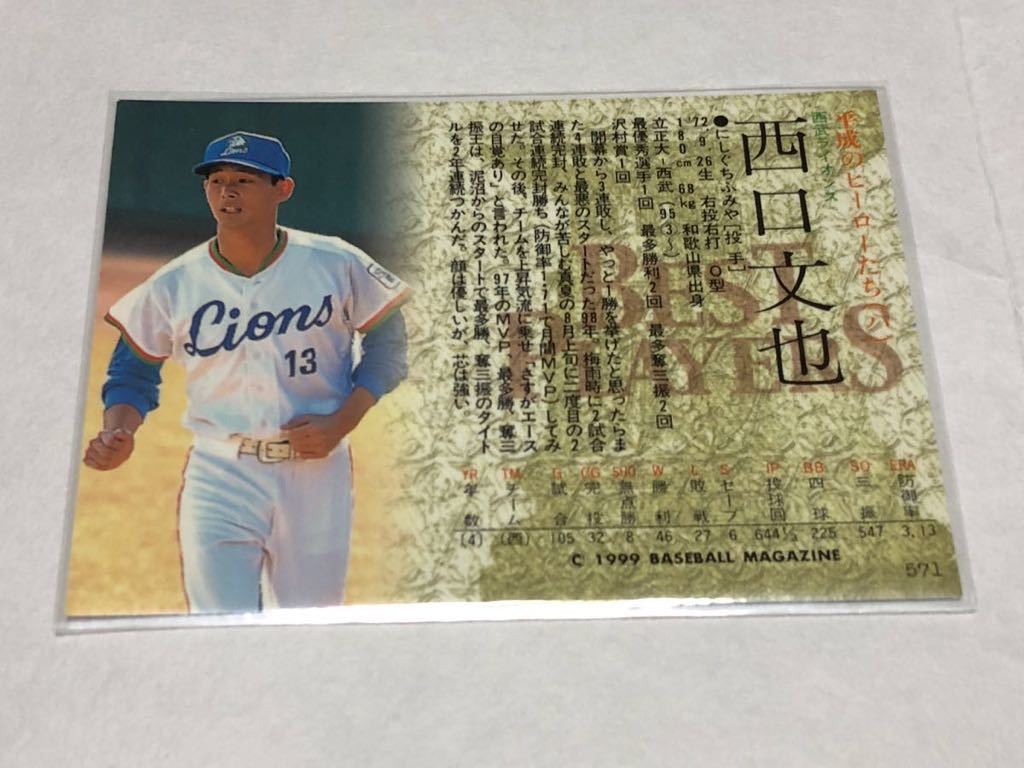 平成のヒーローたち(パ)
西武ライオンズ
西口文也
●にしぐちふみや[投手]
'72・9・26生 右投右打 O型
180cm 68kg 和歌山県出身
立正大―西武('95③〜)
最優秀選手1回 最多勝利2回 最多奪三振2回
沢村賞1回
開幕から3連敗し、やっと1勝を挙げたと思ったらま
た4連敗と最悪のスタートだった98年。梅雨時に2試合
連続完封、みんなが苦しむ真夏の8月上旬に二度目の2
試合連続完封勝ち(防御率1・71で月間MVP)してみ
せた。その後、チームを上昇気流に乗せ「さすがエース
の自覚あり」と言われた。97年のMVP、最多勝、奪三
振王は、泥沼からのスタートで最多勝、奪三振のタイト
ルを2年連続つかんだ。顔は優しいが、芯は強い。
BEST
PLAYERS
YR TM G CG SHO W L S IP BB SO ERA
年数 チーム 試合 完投 無点勝 勝利 敗戦 セーブ 投球回 四球 三振 防御率
(4) (西) 105 32 8 46 27 6 644⅓ 225 547 3.13
© 1999 BASEBALL MAGAZINE
571
Lions
Lions
13